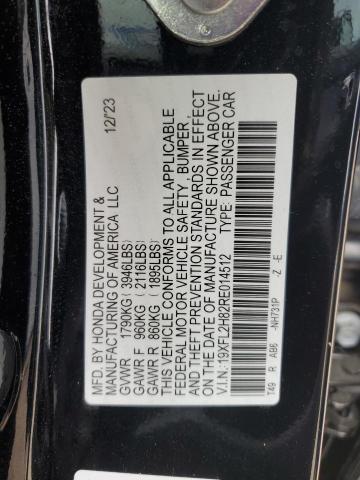 MFD. BY HONDA DEVELOPMENT & 12/'23
MANUFACTURING OF AMERICA LLC
GVWR 1790KG( 3946LBS)
GAWR F 960KG( 2116LBS)
GAWR R 860KG( 1895LBS)
THIS VEHICLE CONFORMS TO ALL APPLICABLE
FEDERAL MOTOR VEHICLE SAFETY, BUMPER,
AND THEFT PREVENTION STANDARDS IN EFFECT
ON THE DATE OF MANUFACTURE SHOWN ABOVE.
V.I.N.:19XFL2H82RE014512 TYPE: PASSENGER CAR
T49 R AB6 -NH731P -Z -E